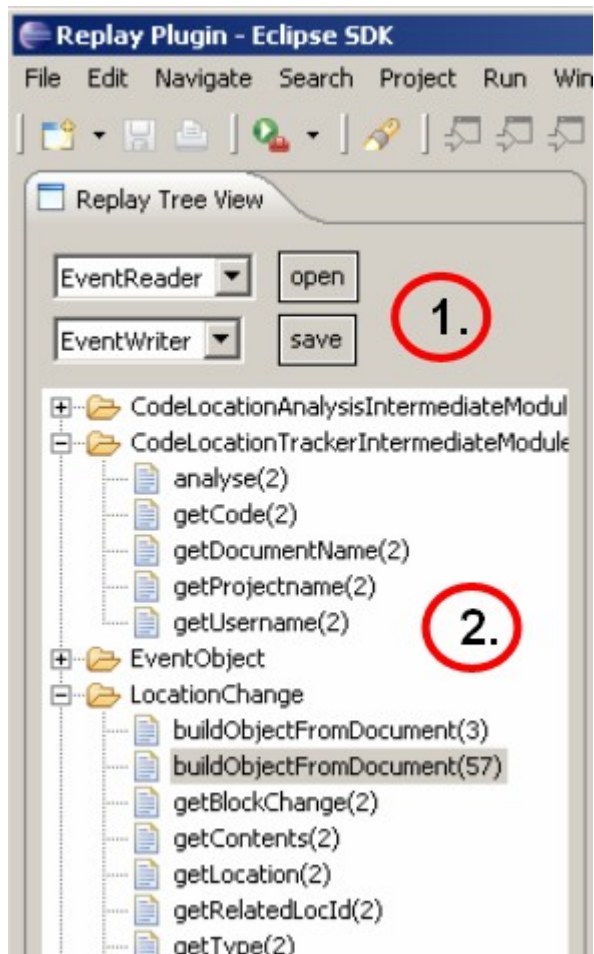 Replay Plugin - Eclipse SDK
File Edit Navigate Search Project Run Win
Replay Tree View
EventReader open
1.
EventWriter save
CodeLocationAnalysisIntermediateModul
CodeLocationTrackerIntermediateModule
analyse(2)
getCode(2)
getDocumentName(2)
getProjectname(2)
getUsername(2)
2.
EventObject
LocationChange
buildObjectFromDocument(3)
buildObjectFromDocument(57)
getBlockChange(2)
getContents(2)
getLocation(2)
getRelatedLocId(2)
getType(2)